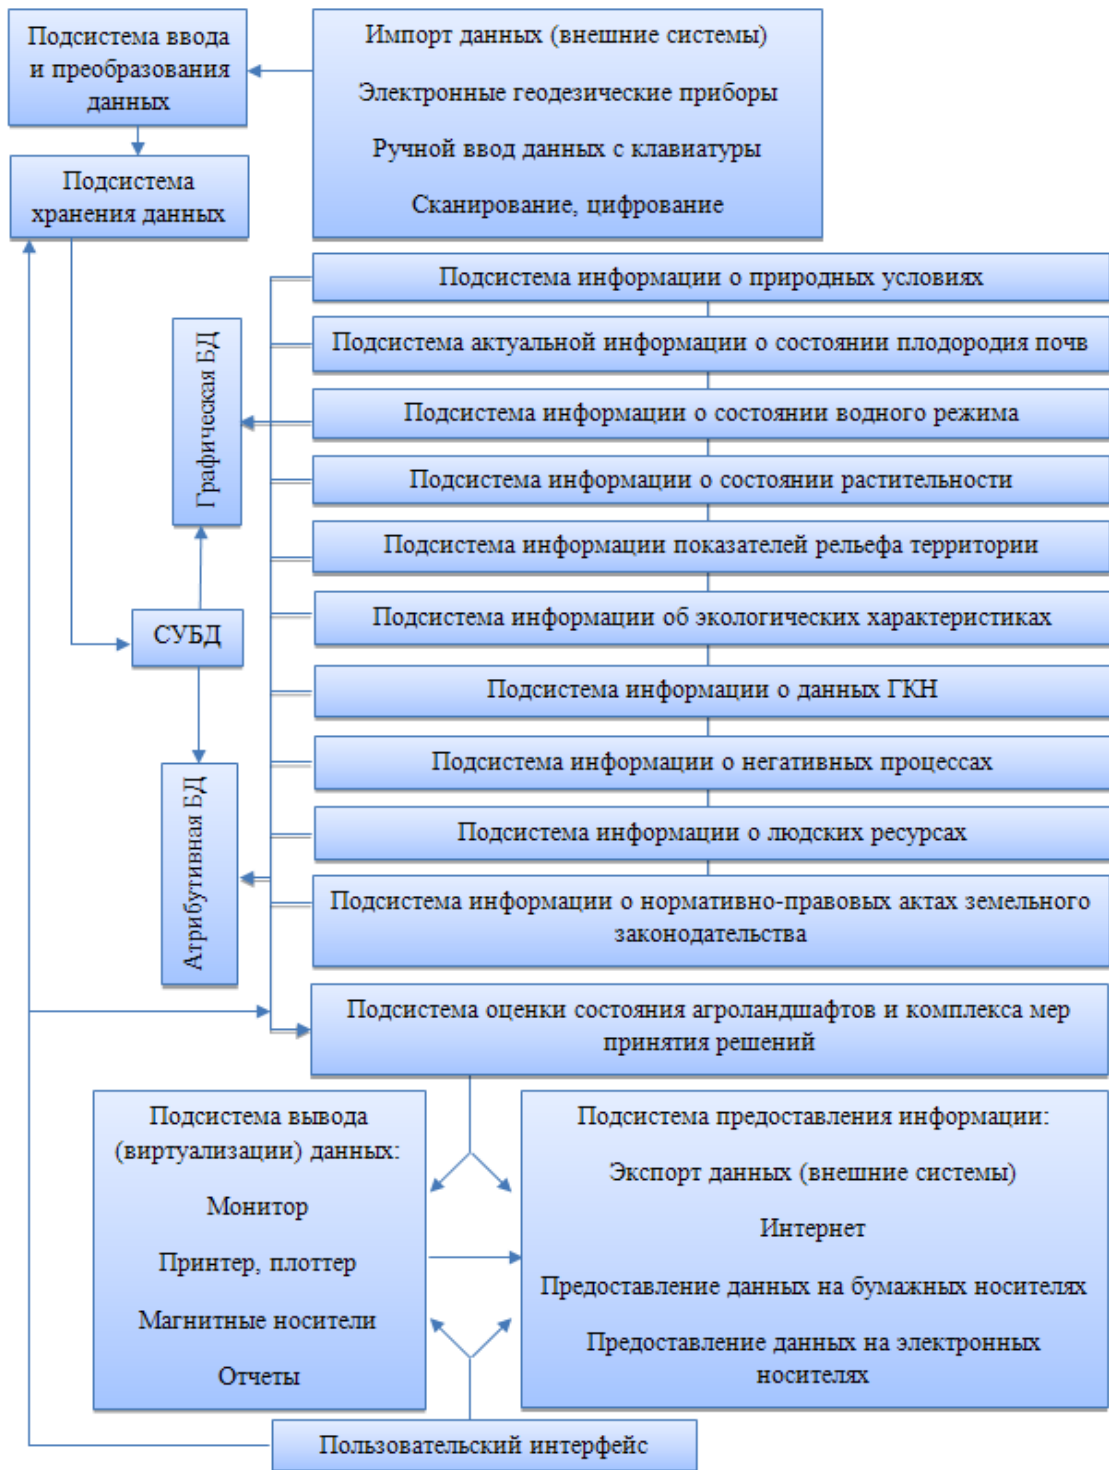 Подсистема ввода
и преобразования
данных
Импорт данных (внешние системы)
Электронные геодезические приборы
Ручной ввод данных с клавиатуры
Сканирование, цифрование
Подсистема
хранения данных
Подсистема информации о природных условиях
Подсистема актуальной информации о состоянии плодородия почв
Подсистема информации о состоянии водного режима
Подсистема информации о состоянии растительности
Подсистема информации показателей рельефа территории
Подсистема информации об экологических характеристиках
Подсистема информации о данных ГКН
Подсистема информации о негативных процессах
Подсистема информации о людских ресурсах
Подсистема информации о нормативно-правовых актах земельного
законодательства
Графическая БД
СУБД
Атрибутивная БД
Подсистема оценки состояния агроландшафтов и комплекса мер
принятия решений
Подсистема вывода
(виртуализации) данных:
Монитор
Принтер, плоттер
Магнитные носители
Отчеты
Подсистема предоставления информации:
Экспорт данных (внешние системы)
Интернет
Предоставление данных на бумажных носителях
Предоставление данных на электронных
носителях
Пользовательский интерфейс